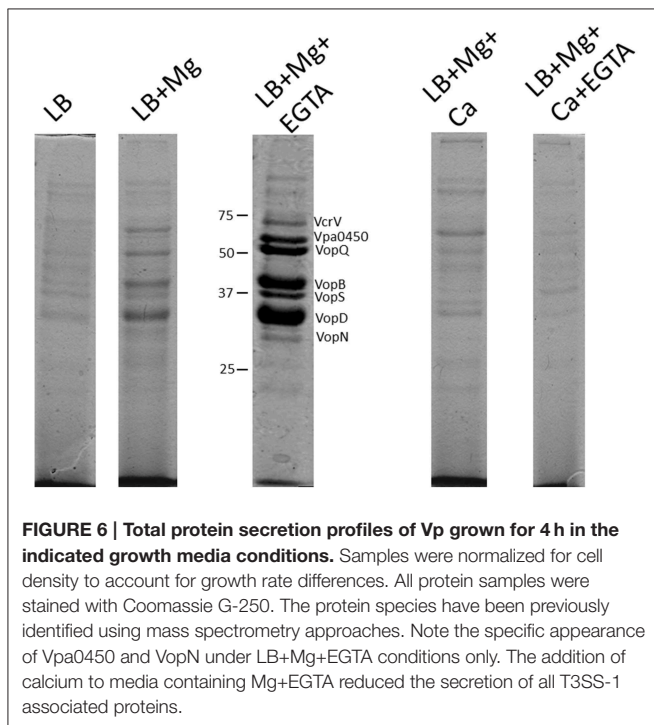 LB
LB+Mg
LB+Mg+
EGTA
LB+Mg+
Ca
LB+Mg+
Ca+EGTA
75
50
37
25
VcrV
Vpa0450
VopQ
VopB
VopS
VopD
VopN
FIGURE 6 | Total protein secretion profiles of Vp grown for 4 h in the
indicated growth media conditions. Samples were normalized for cell
density to account for growth rate differences. All protein samples were
stained with Coomassie G-250. The protein species have been previously
identified using mass spectrometry approaches. Note the specific appearance
of Vpa0450 and VopN under LB+Mg+EGTA conditions only. The addition of
calcium to media containing Mg+EGTA reduced the secretion of all T3SS-1
associated proteins.